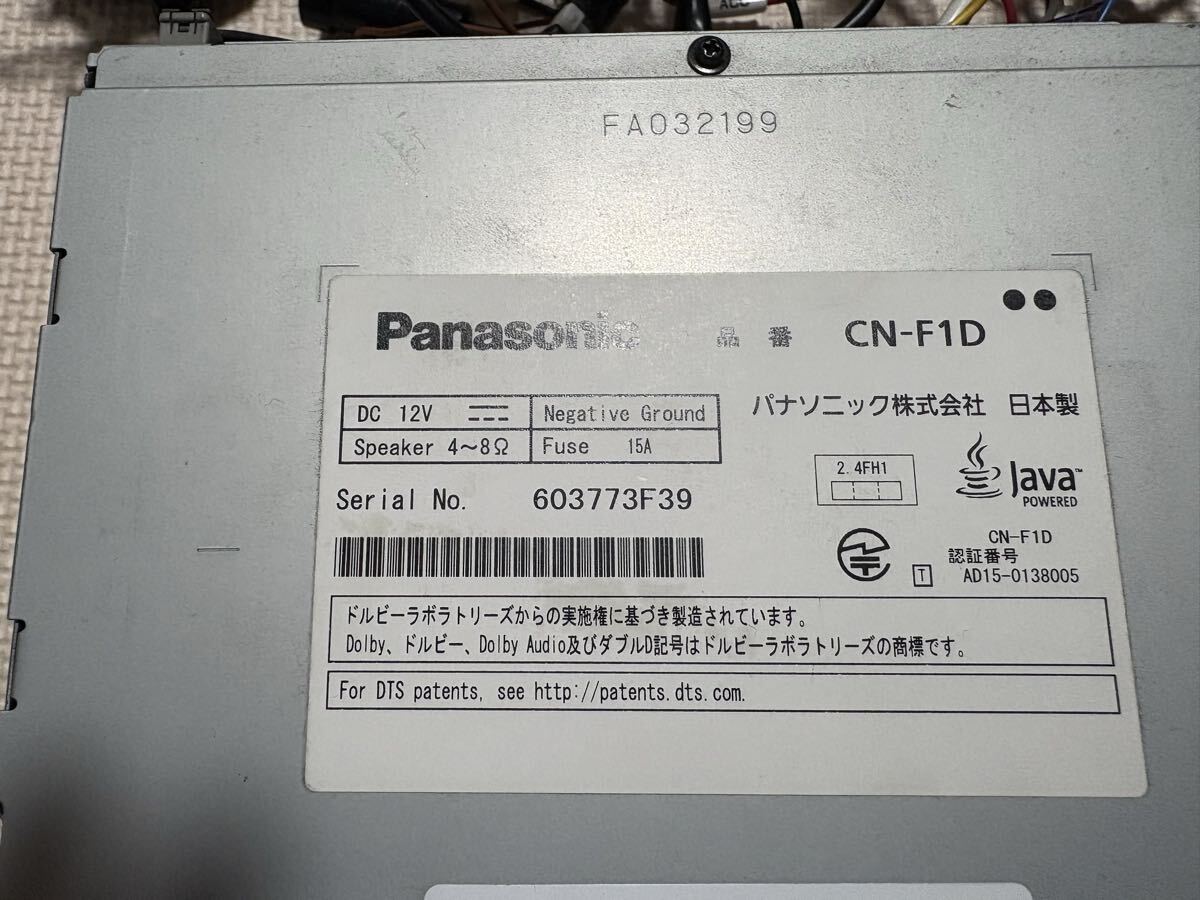 TET
FA032199
Panasonic 品番 CN-F1D
DC 12V Negative Ground
Speaker 4～8Ω Fuse 15A
パナソニック株式会社 日本製
2.4FH1
Java™
POWERED
Serial No. 603773F39
CN-F1D
認証番号
T AD15-0138005
ドルビーラボラトリーズからの実施権に基づき製造されています。
Dolby、ドルビー、Dolby Audio及びダブルD記号はドルビーラボラトリーズの商標です。
For DTS patents, see http://patents.dts.com.